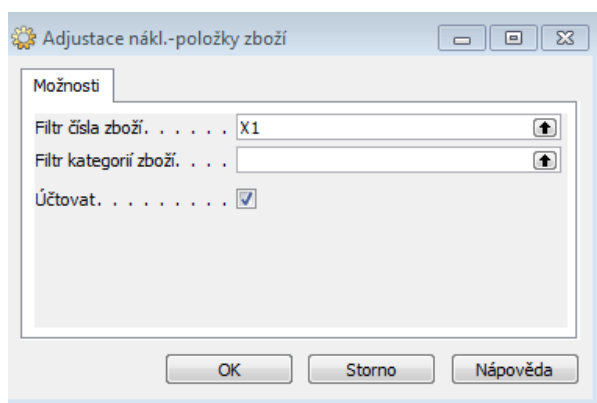 Adjustace nákl.-položky zboží
Možnosti
Filtr čísla zboží. . . . . . X1
Filtr kategorií zboží. . . .
Účtovat. . . . . . . . . .
OK Storno Nápověda